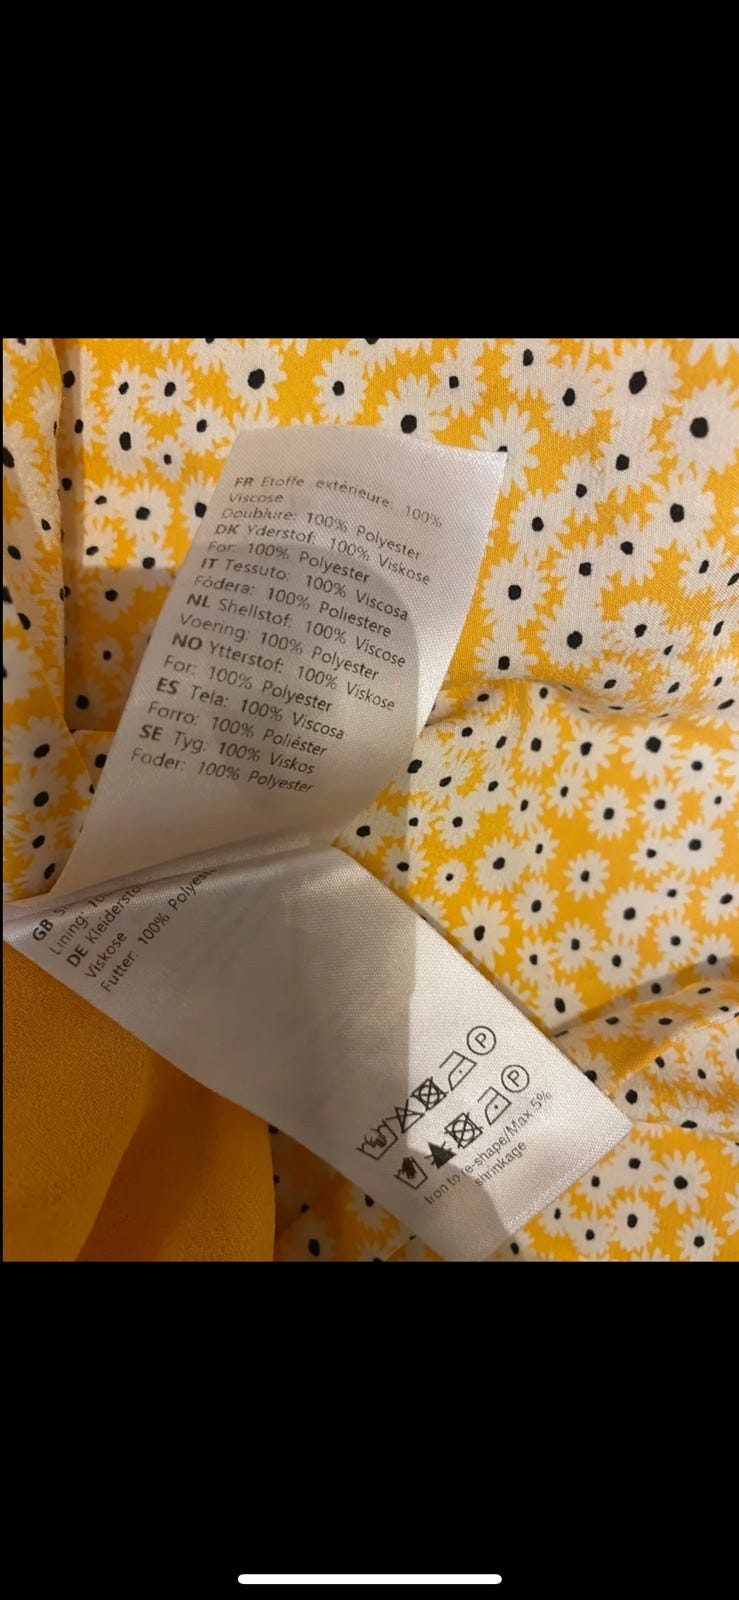 FR Etoffe extérieure: 100%
Viscose
Doublure: 100% Polyester
DK Yderstof: 100% Viskose
For: 100% Polyester
IT Tessuto: 100% Viscosa
Fodera: 100% Poliestere
NL Shellstof: 100% Viscose
Voering: 100% Polyester
NO Ytterstof: 100% Viskose
For: 100% Polyester
ES Tela: 100% Viscosa
Forro: 100% Poliéster
SE Tyg: 100% Viskos
Foder: 100% Polyester
GB
Lining:
DE
Viskose
Futter: 100%
P
P
Iron to re-shape/Max.5%
shrinkage